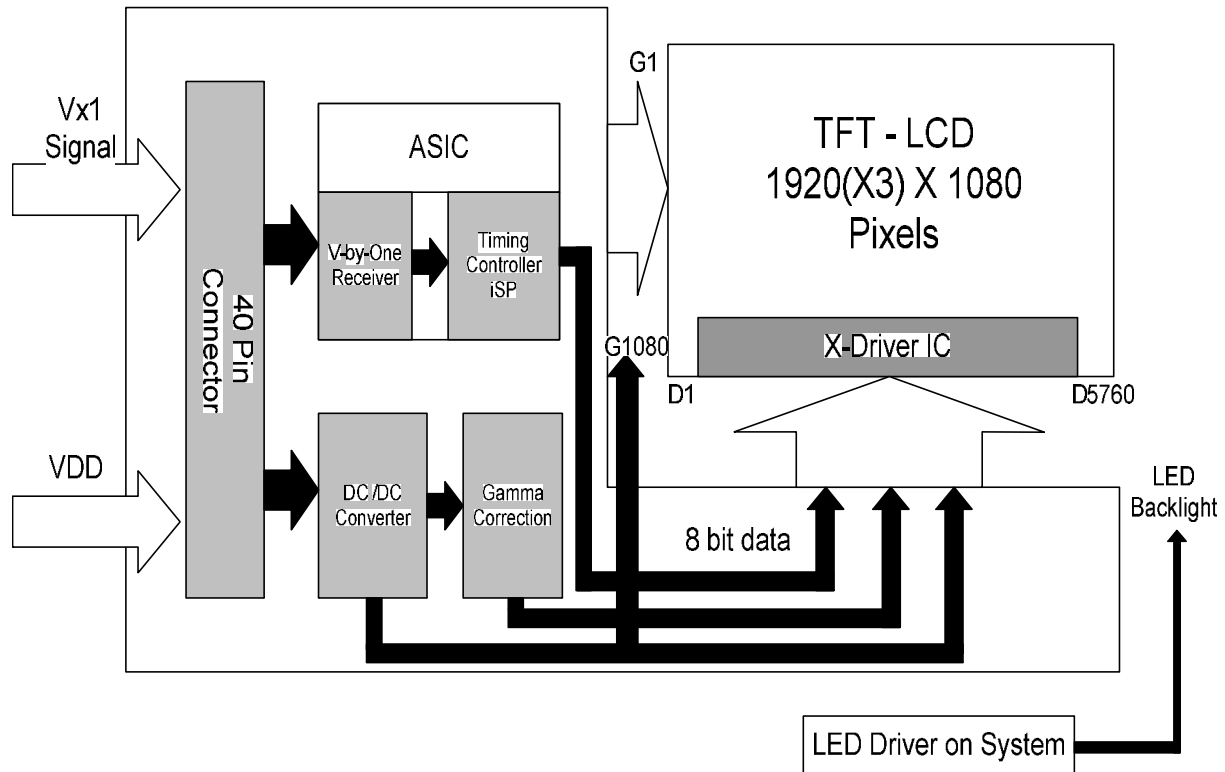 Vx1
Signal
VDD
40 Pin
Connector
ASIC
V-by-One
Receiver
Timing
Controller
iSP
DC /DC
Converter
Gamma
Correction
G1
G1080
TFT - LCD
1920(X3) X 1080
Pixels
X-Driver IC
D1
D5760
8 bit data
LED
Backlight
LED Driver on System